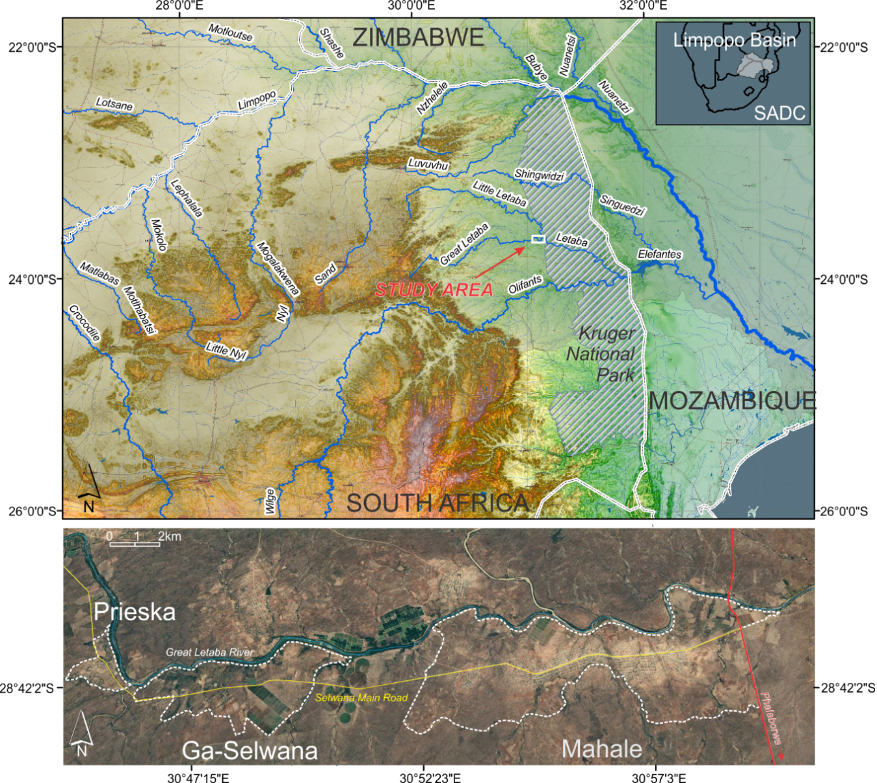 28°0'0"E
30°0'0"E
32°0'0"E
22°0'0"S
22°0'0"S
Motloutse
Shashe
ZIMBABWE
Bubye
Nuanetsi
Limpopo Basin
SADC
Nuanetzi
Lotsane
Limpopo
Nzhelele
Luvuvhu
Shingwidzi
Little Letaba
Singuedzi
Lephalala
Mokolo
Great Letaba
Letaba
Mogalakwena
Sand
Elefantes
24°0'0"S
24°0'0"S
Matlabas
Motlhabatsi
STUDY AREA
Olifants
Crocodile
Nyl
Little Nyl
Kruger
National
Park
MOZAMBIQUE
N
Wilge
SOUTH AFRICA
26°0'0"S
26°0'0"S
0 1 2km
Prieska
Great Letaba River
Selwana Main Road
28°42'2"S
28°42'2"S
Phalaborwa
N
Ga-Selwana
Mahale
30°47'15"E
30°52'23"E
30°57'3"E